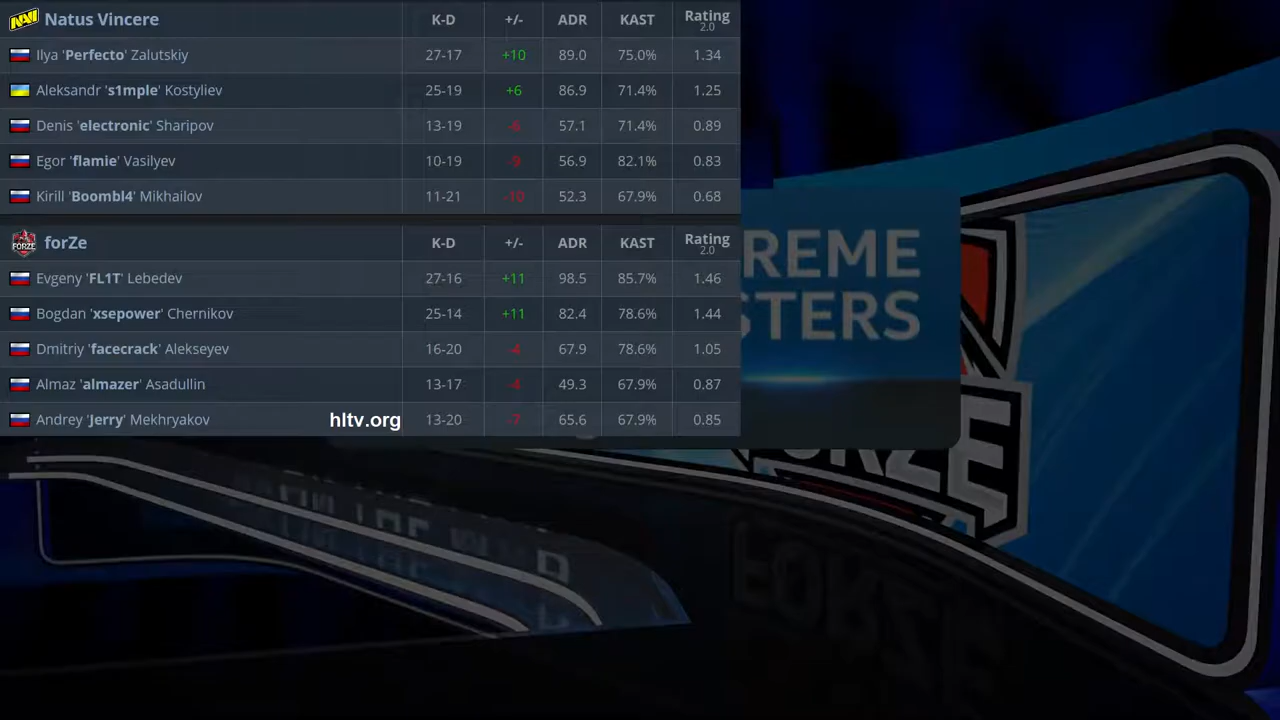 Natus Vincere K-D +/- ADR KAST Rating 2.0
Ilya 'Perfecto' Zalutskiy 27-17 +10 89.0 75.0% 1.34
Aleksandr 's1mple' Kostyliev 25-19 +6 86.9 71.4% 1.25
Denis 'electronic' Sharipov 13-19 -6 57.1 71.4% 0.89
Egor 'flamie' Vasilyev 10-19 -9 56.9 82.1% 0.83
Kirill 'Boombl4' Mikhailov 11-21 -10 52.3 67.9% 0.68
FORZE forZe K-D +/- ADR KAST Rating 2.0
Evgeny 'FL1T' Lebedev 27-16 +11 98.5 85.7% 1.46
Bogdan 'xsepower' Chernikov 25-14 +11 82.4 78.6% 1.44
Dmitriy 'facecrack' Alekseyev 16-20 -4 67.9 78.6% 1.05
Almaz 'almazer' Asadullin 13-17 -4 49.3 67.9% 0.87
Andrey 'Jerry' Mekhryakov hltv.org 13-20 -7 65.6 67.9% 0.85
REME
STERS
FORZE